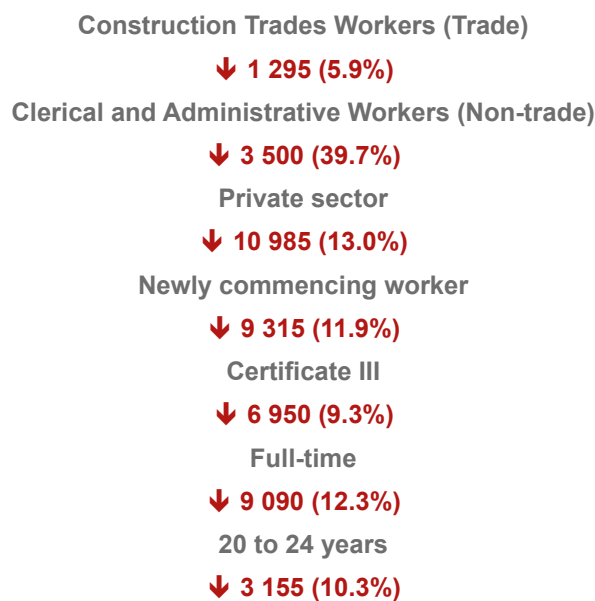 Construction Trades Workers (Trade)
↓ 1 295 (5.9%)
Clerical and Administrative Workers (Non-trade)
↓ 3 500 (39.7%)
Private sector
↓ 10 985 (13.0%)
Newly commencing worker
↓ 9 315 (11.9%)
Certificate III
↓ 6 950 (9.3%)
Full-time
↓ 9 090 (12.3%)
20 to 24 years
↓ 3 155 (10.3%)